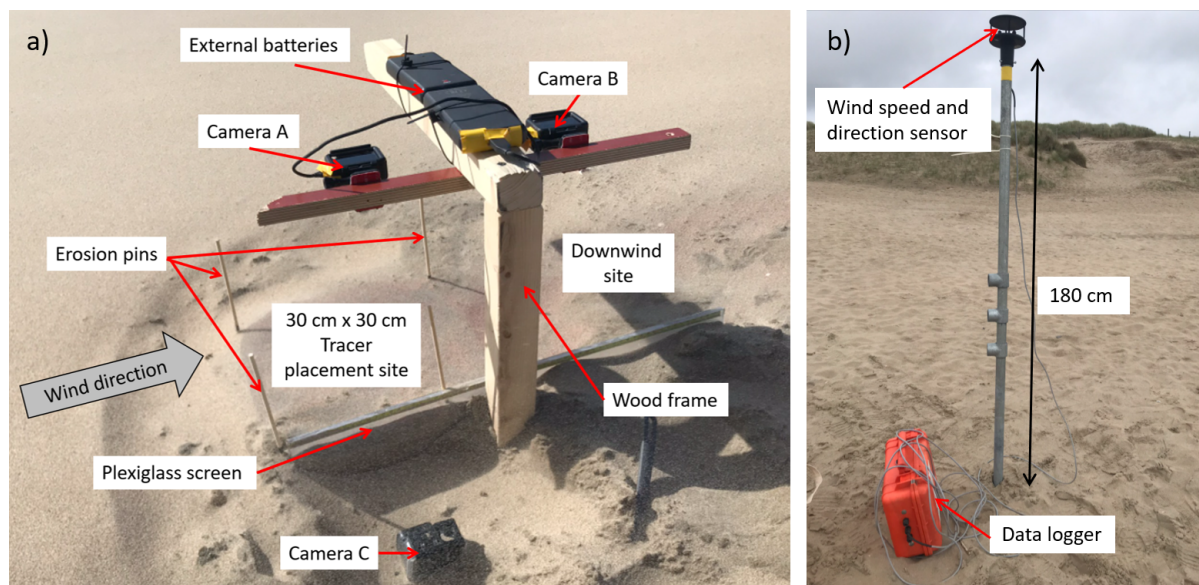 a)
External batteries
Camera B
Camera A
Erosion pins
Downwind
site
30 cm x 30 cm
Tracer
placement site
Wind direction
Wood frame
Plexiglass screen
Camera C
b)
Wind speed and
direction sensor
180 cm
Data logger